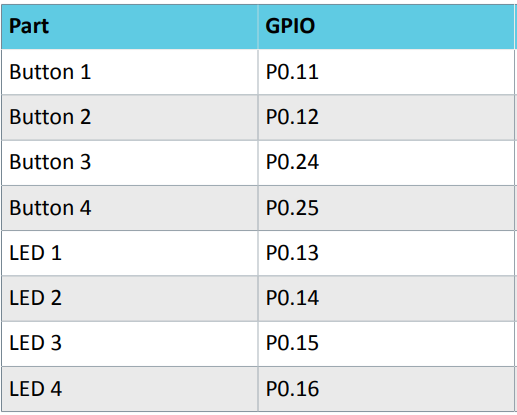 Part GPIO
Button 1 P0.11
Button 2 P0.12
Button 3 P0.24
Button 4 P0.25
LED 1 P0.13
LED 2 P0.14
LED 3 P0.15
LED 4 P0.16